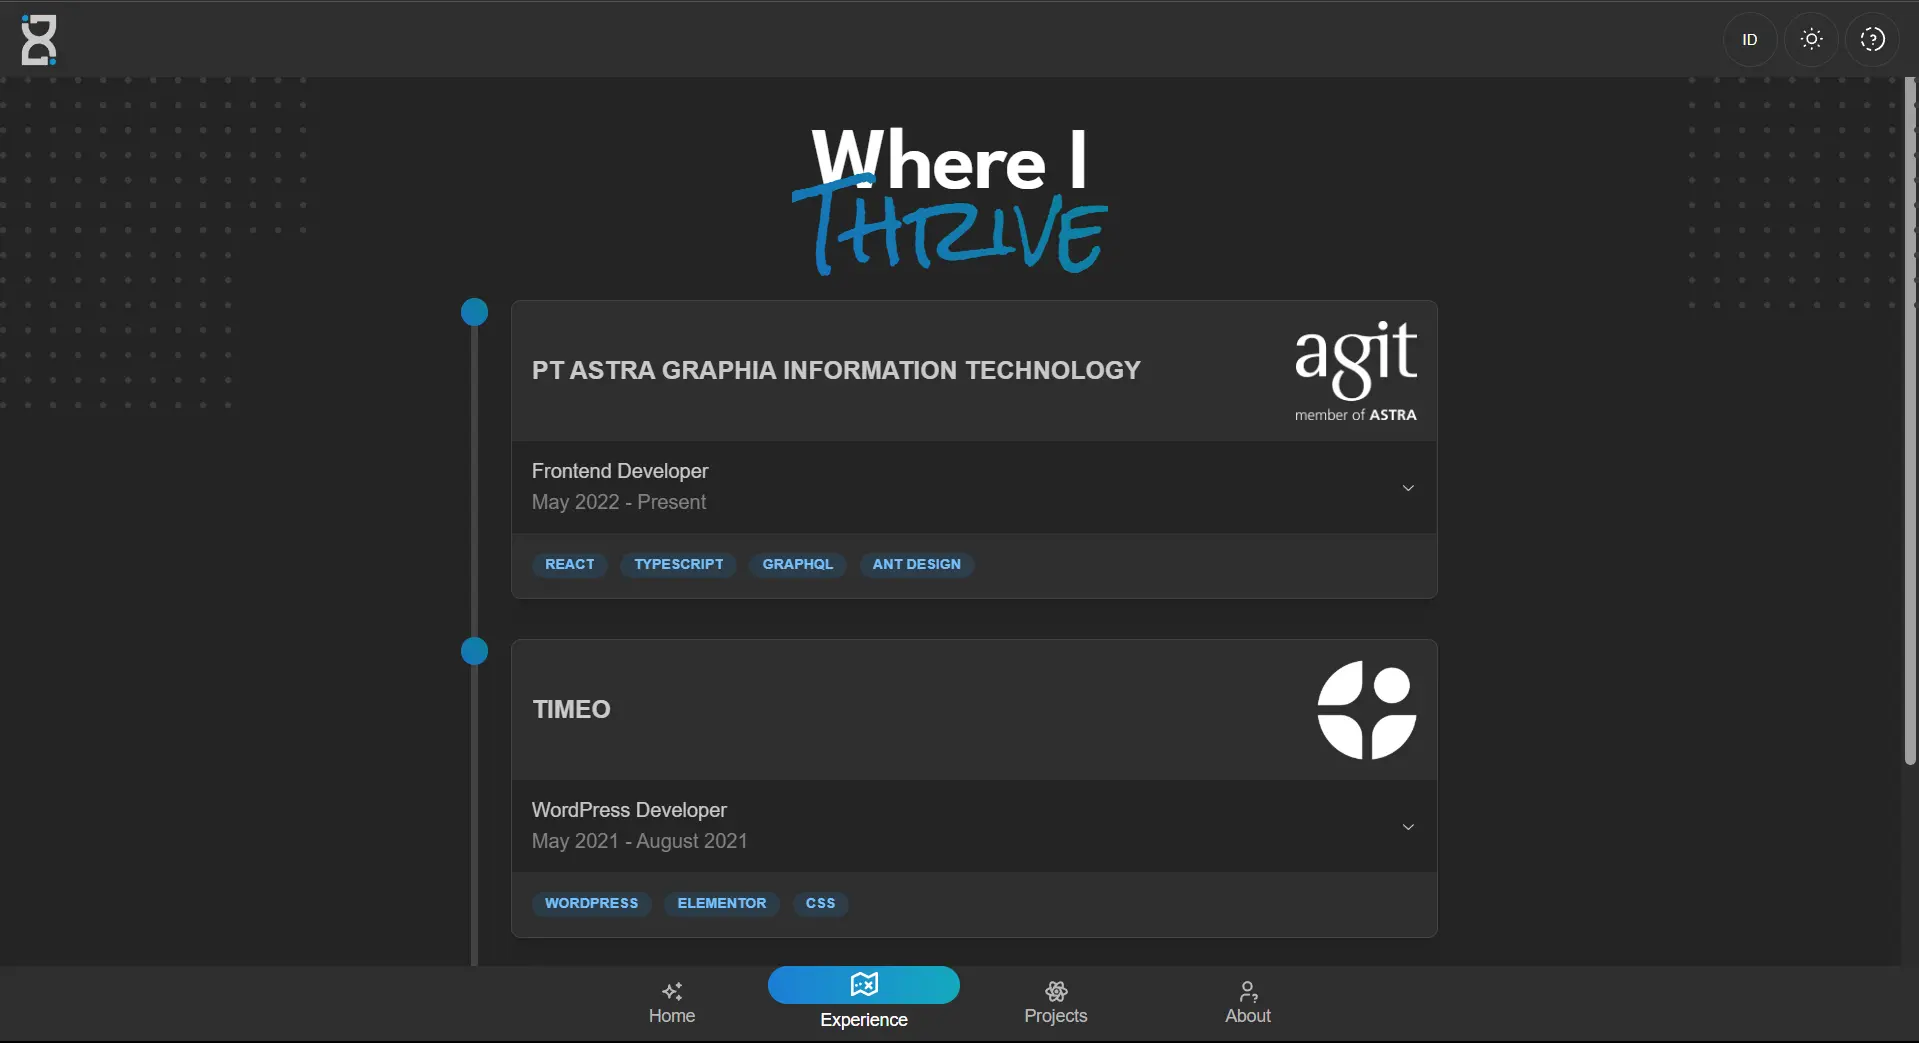 ID
Where I
THRIVE
PT ASTRA GRAPHIA INFORMATION TECHNOLOGY
agit
member of ASTRA
Frontend Developer
May 2022 - Present
REACT TYPESCRIPT GRAPHQL ANT DESIGN
TIMEO
WordPress Developer
May 2021 - August 2021
WORDPRESS ELEMENTOR CSS
Home Experience Projects About